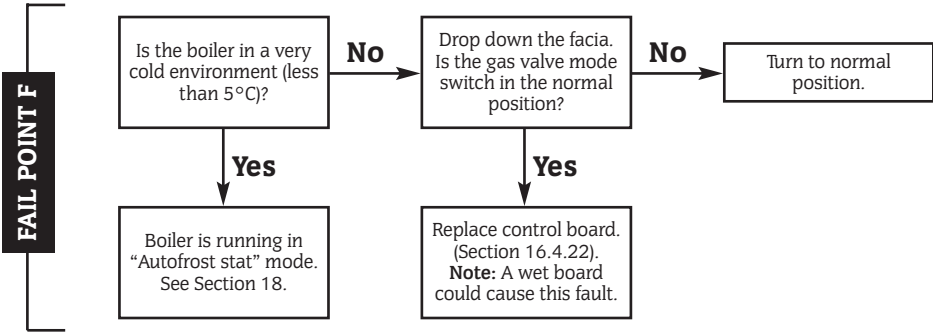 FAIL POINT F
Is the boiler in a very
cold environment (less
than 5°C)?
No
Drop down the facia.
Is the gas valve mode
switch in the normal
position?
No
Turn to normal
position.
Yes
Yes
Boiler is running in
“Autofrost stat” mode.
See Section 18.
Replace control board.
(Section 16.4.22).
Note: A wet board
could cause this fault.